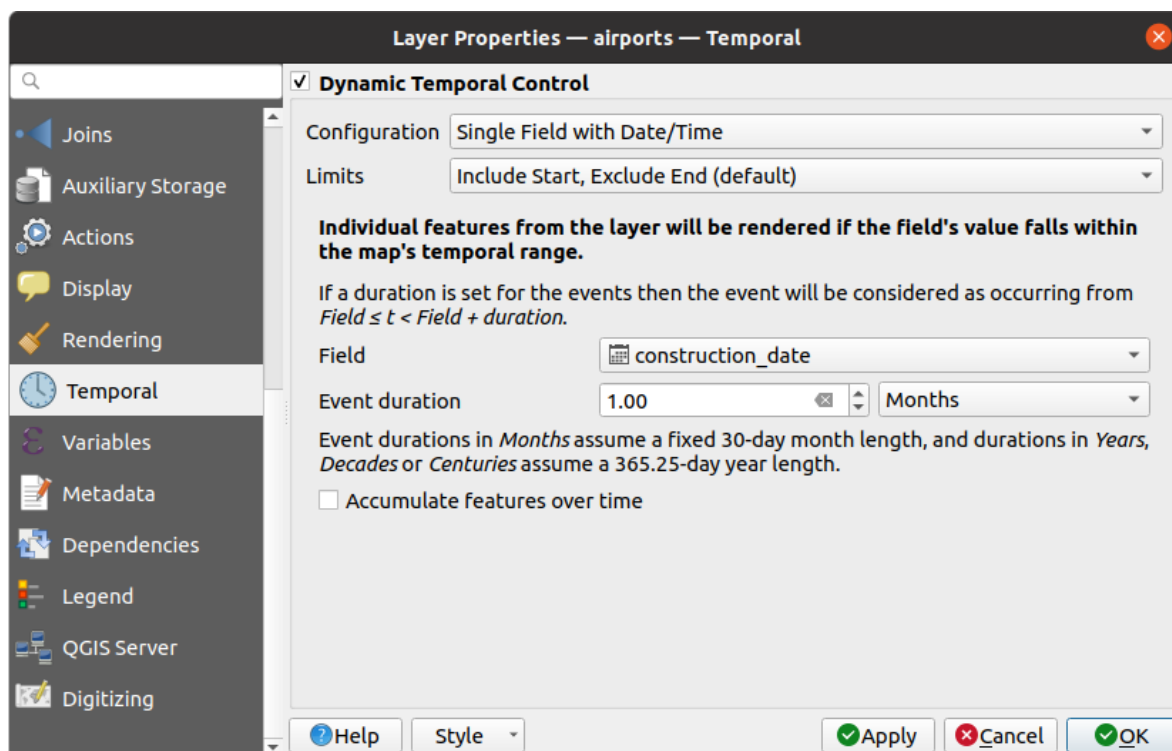 Layer Properties — airports — Temporal
Joins
Auxiliary Storage
Actions
Display
Rendering
Temporal
Variables
Metadata
Dependencies
Legend
QGIS Server
Digitizing
Dynamic Temporal Control
Configuration Single Field with Date/Time
Limits Include Start, Exclude End (default)
Individual features from the layer will be rendered if the field's value falls within
the map's temporal range.
If a duration is set for the events then the event will be considered as occurring from
Field ≤ t < Field + duration.
Field construction_date
Event duration 1.00 Months
Event durations in Months assume a fixed 30-day month length, and durations in Years,
Decades or Centuries assume a 365.25-day year length.
Accumulate features over time
Help Style Apply Cancel OK